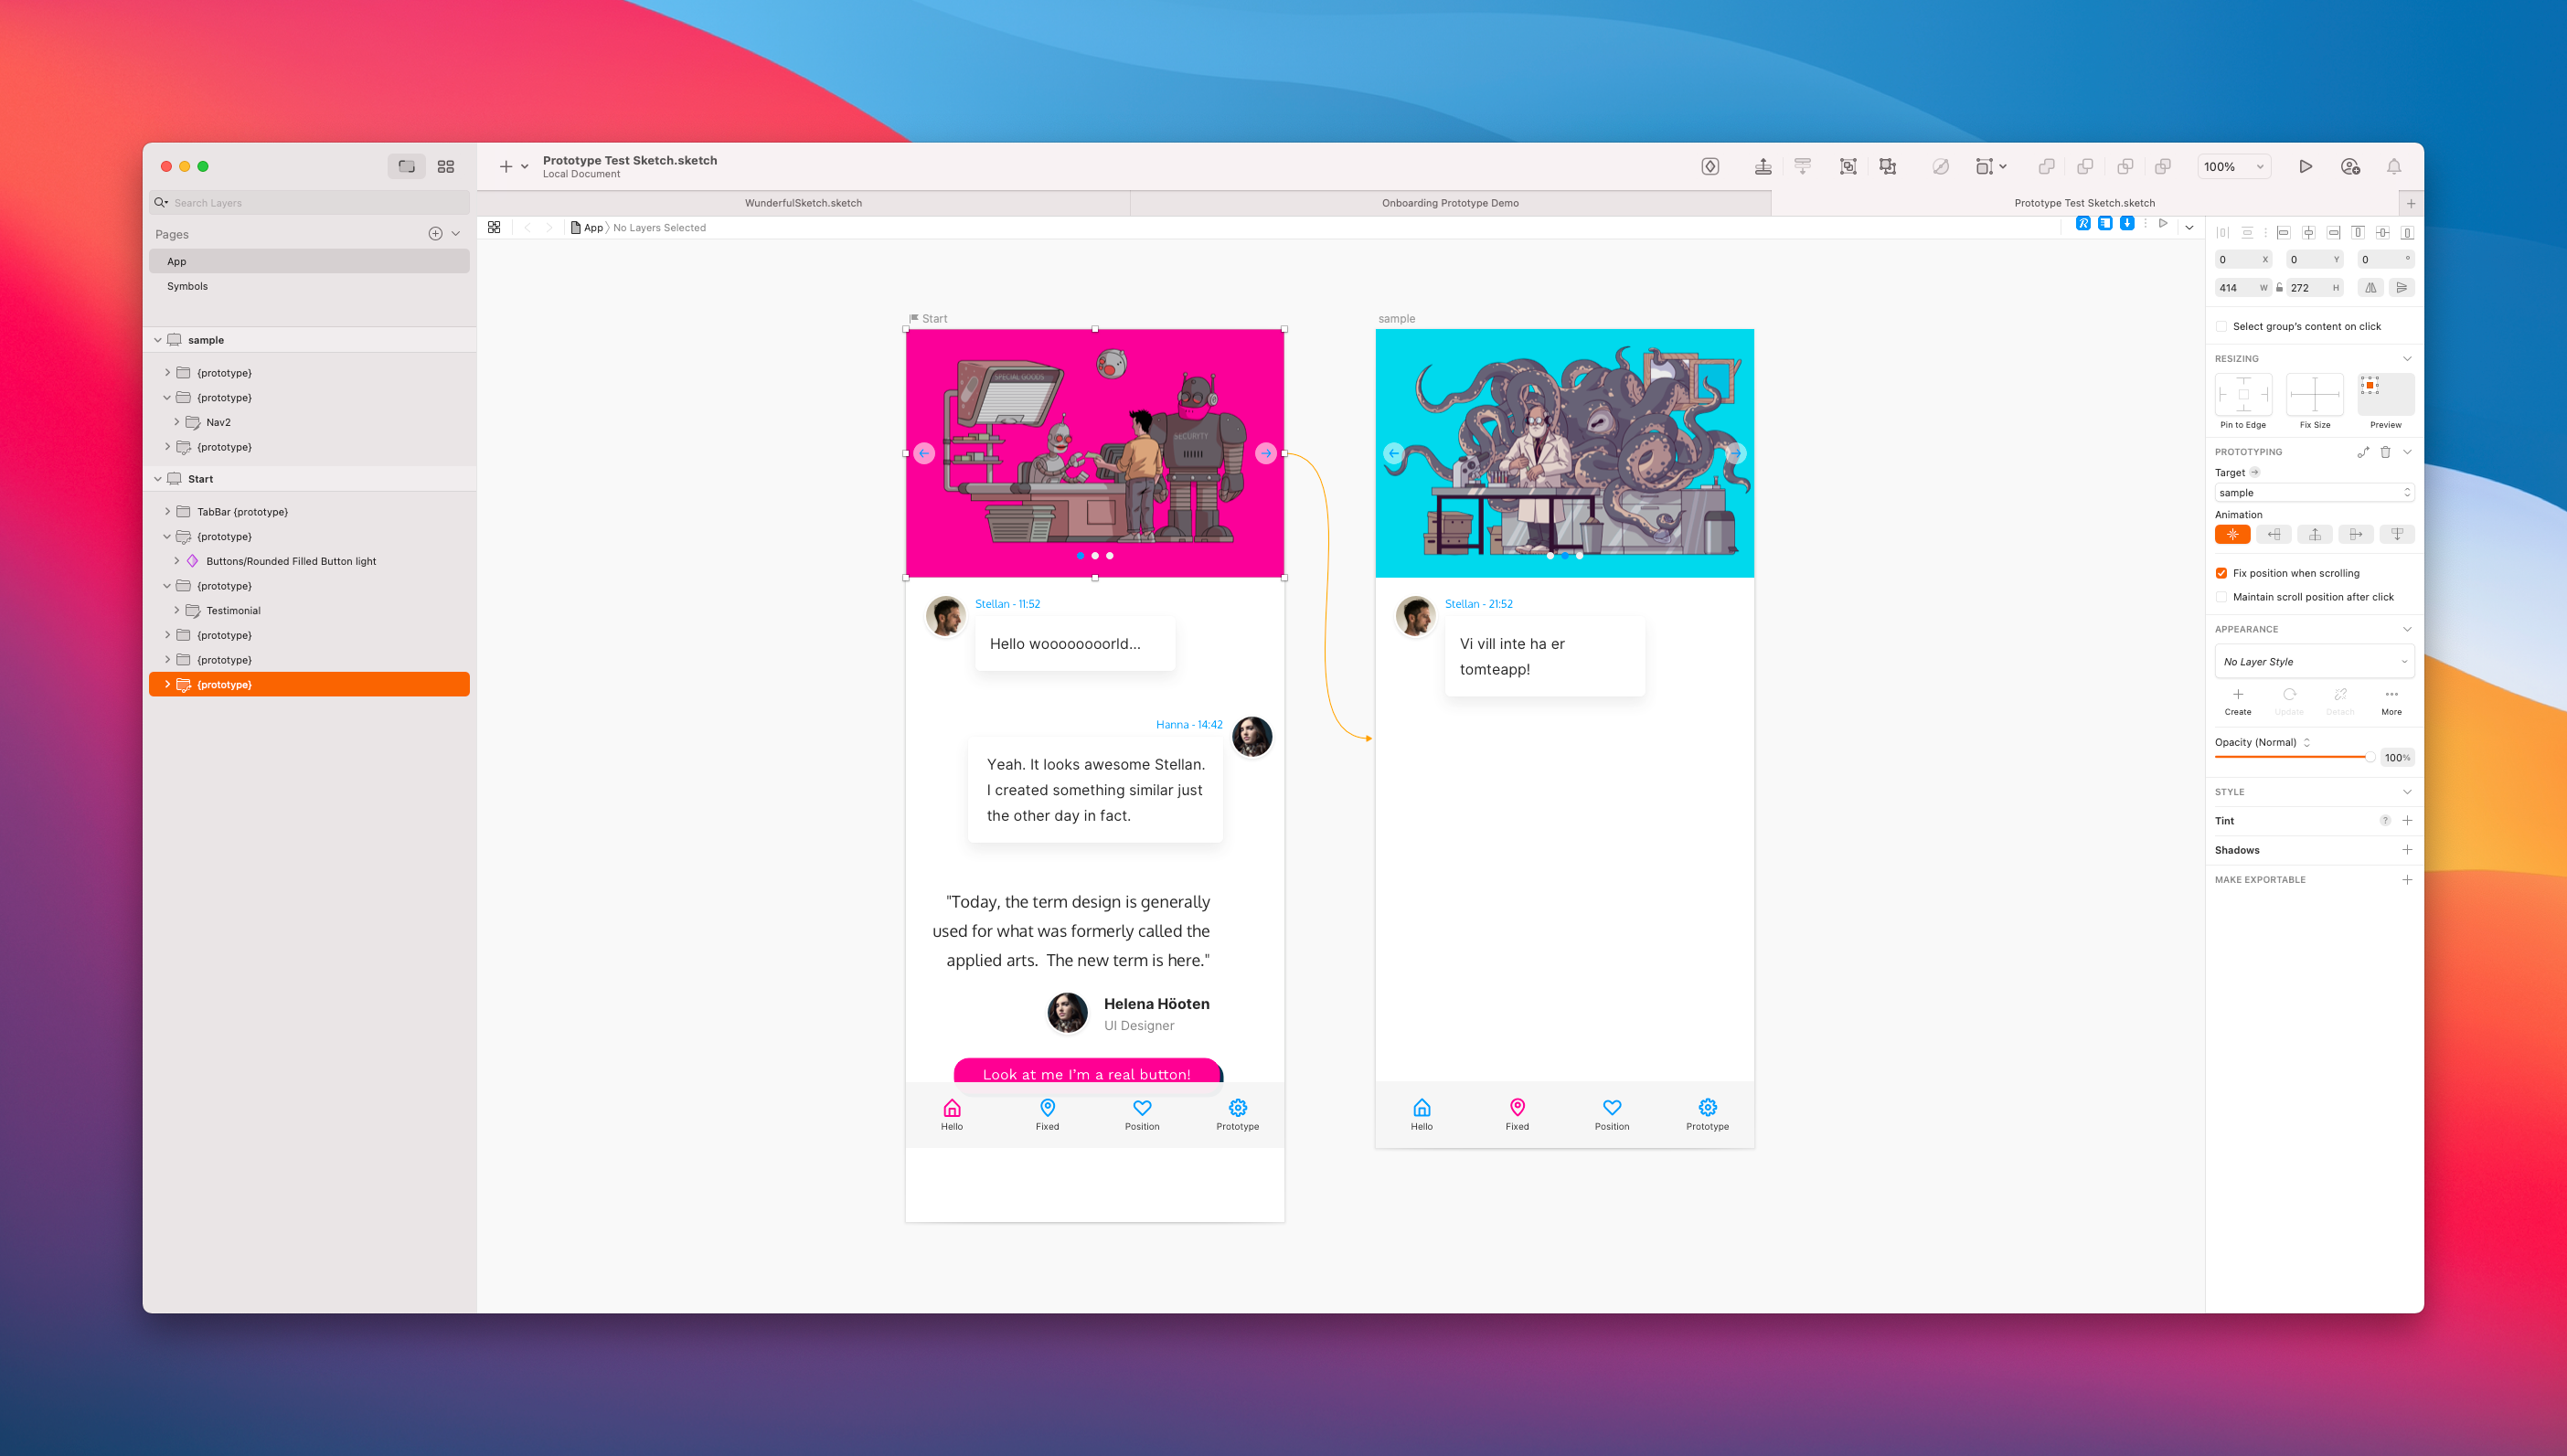 Prototype Test Sketch.sketch
Local Document
100%
Search Layers
WunderfulSketch.sketch
Onboarding Prototype Demo
Prototype Test Sketch.sketch
Pages
App
Symbols
sample
{prototype}
{prototype}
Nav2
{prototype}
Start
TabBar {prototype}
{prototype}
Buttons/Rounded Filled Button light
{prototype}
Testimonial
{prototype}
{prototype}
{prototype}
App
No Layers Selected
Start
SPECIAL GOODS
SECURITY
Stellan - 11:52
Hello woooooooorld...
Hanna - 14:42
Yeah. It looks awesome Stellan.
I created something similar just
the other day in fact.
"Today, the term design is generally
used for what was formerly called the
applied arts.  The new term is here."
Helena Höoten
UI Designer
Look at me I'm a real button!
Hello
Fixed
Position
Prototype
sample
Stellan - 21:52
Vi vill inte ha er
tomteapp!
Hello
Fixed
Position
Prototype
0 X
0 Y
0 °
414 W
272 H
Select group's content on click
RESIZING
Pin to Edge
Fix Size
Preview
PROTOTYPING
Target
sample
Animation
Fix position when scrolling
Maintain scroll position after click
APPEARANCE
No Layer Style
Create
Update
Detach
More
Opacity (Normal)
100%
STYLE
Tint
?
Shadows
MAKE EXPORTABLE